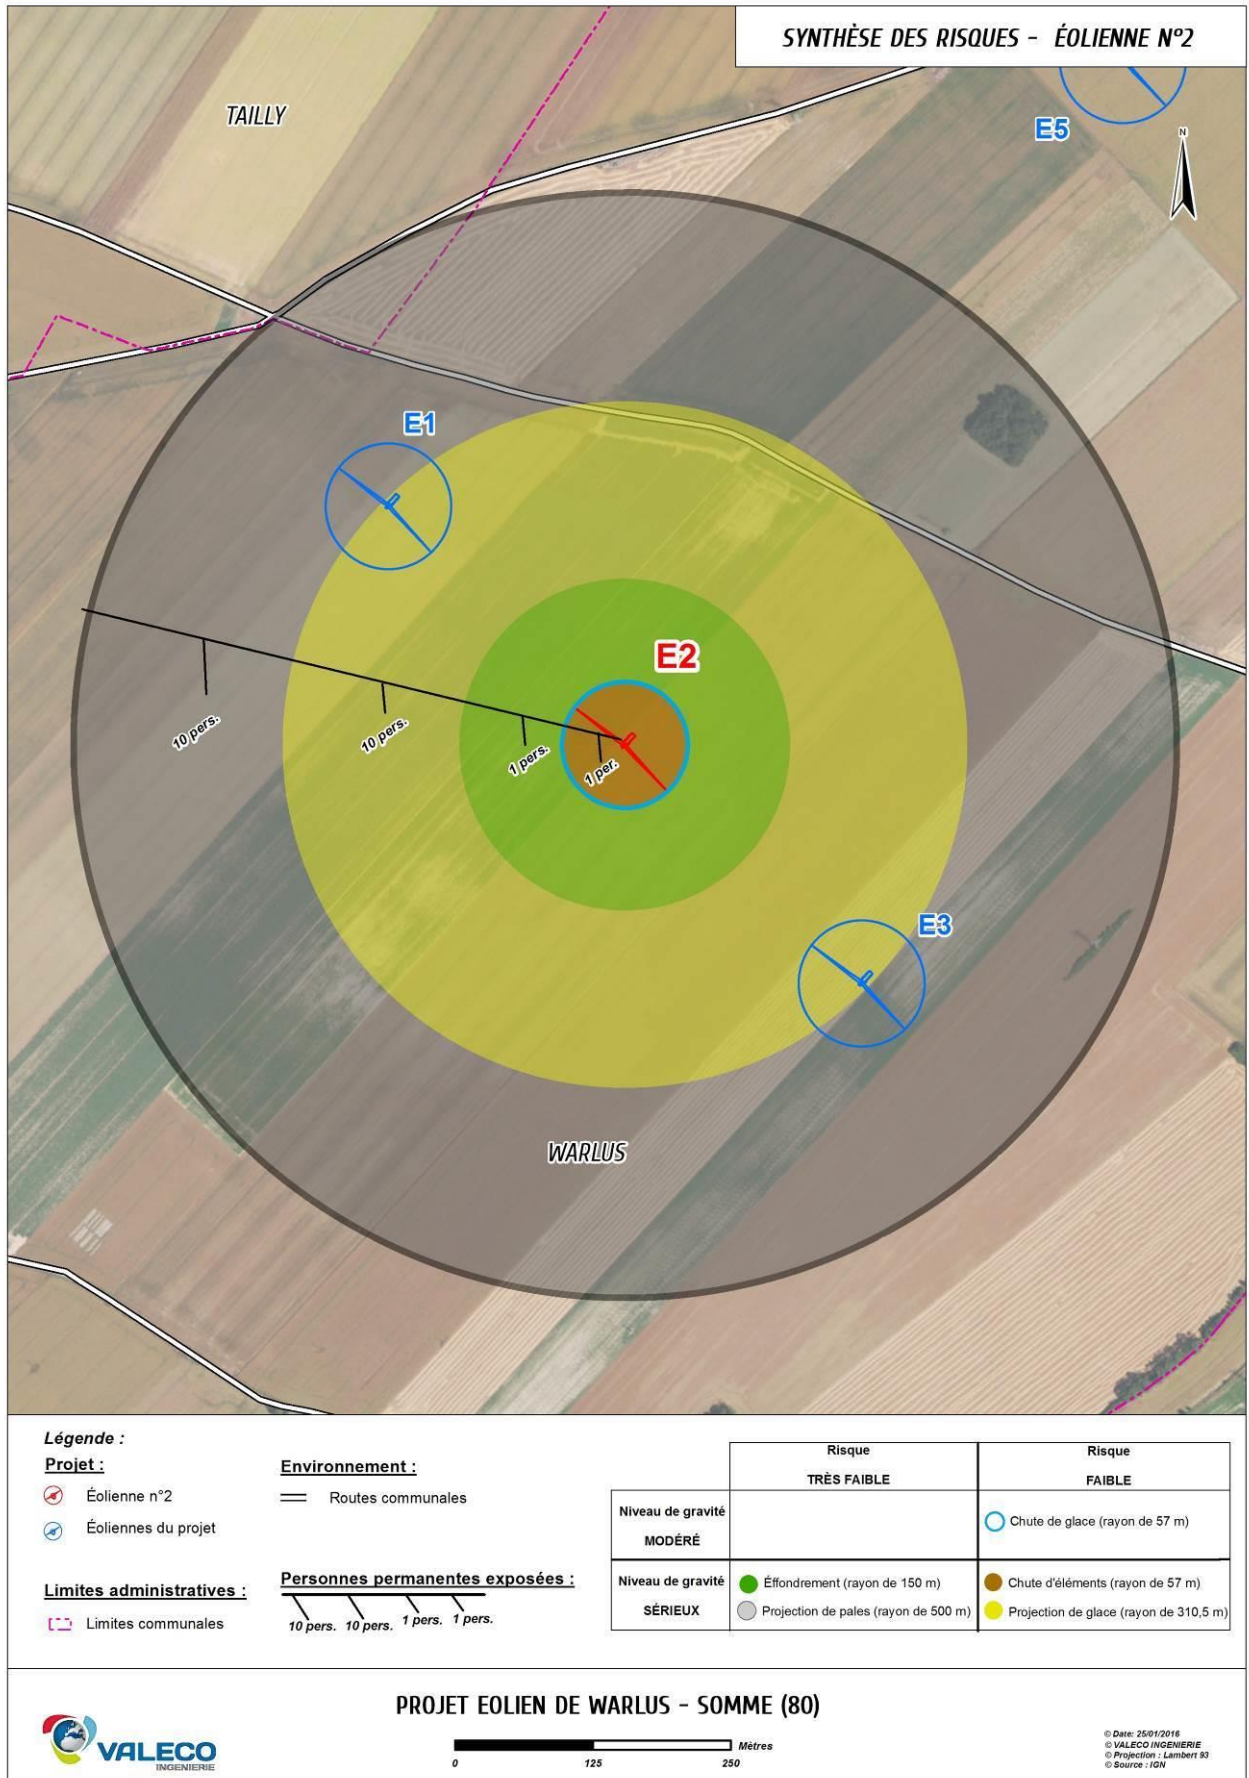 SYNTHÈSE DES RISQUES - ÉOLIENNE N°2
TAILLY
E5
N
E1
E2
10 pers.
10 pers.
1 pers.
1 per.
E3
WARLUS
Légende :
Projet :
Éolienne n°2
Éoliennes du projet
Limites administratives :
Limites communales
Environnement :
Routes communales
Personnes permanentes exposées :
10 pers. 10 pers. 1 pers. 1 pers.
Risque
TRÈS FAIBLE
Risque
FAIBLE
Niveau de gravité
MODÉRÉ
Chute de glace (rayon de 57 m)
Niveau de gravité
SÉRIEUX
Éffondrement (rayon de 150 m)
Projection de pales (rayon de 500 m)
Chute d'éléments (rayon de 57 m)
Projection de glace (rayon de 310,5 m)
PROJET EOLIEN DE WARLUS - SOMME (80)
VALECO
INGENIERIE
Mètres
0 125 250
© Date: 25/01/2016
© VALECO INGENIERIE
© Projection : Lambert 93
© Source : IGN